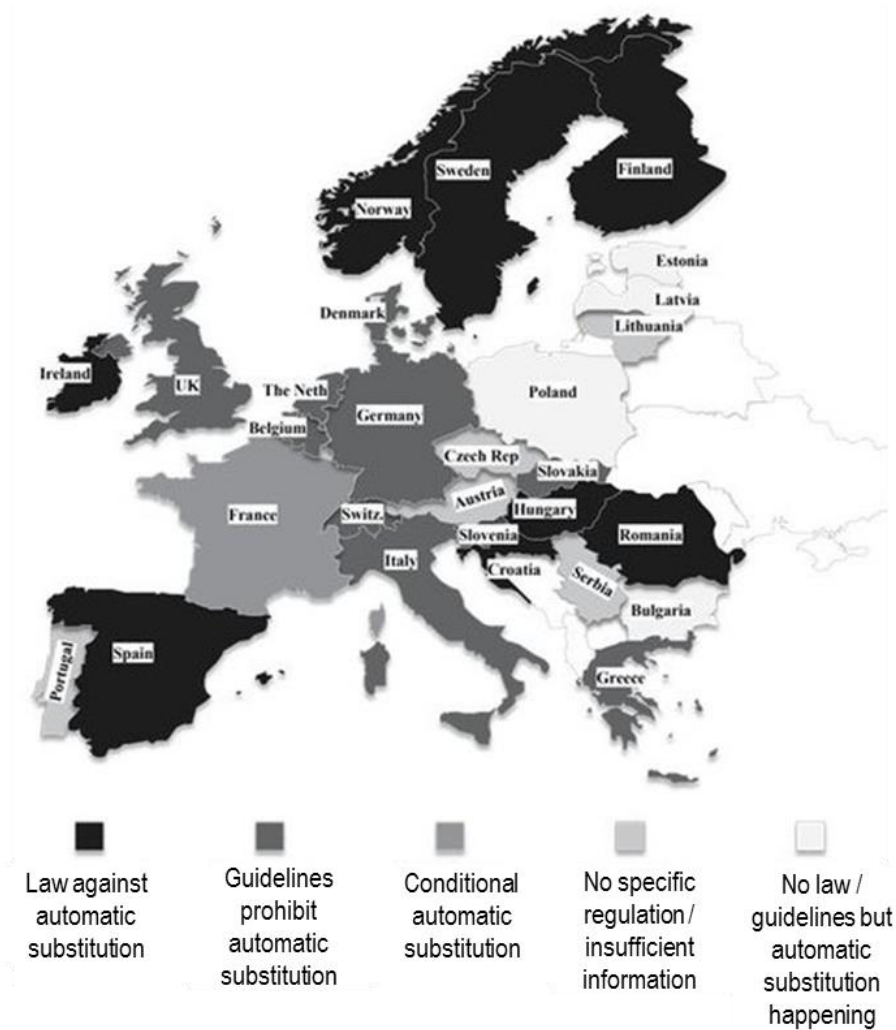 Sweden
Finland
Norway
Estonia
Latvia
Denmark
Lithuania
Ireland
UK
The Neth
Poland
Germany
Belgium
Czech Rep
Slovakia
Austria
Hungary
France
Switz.
Slovenia
Romania
Italy
Croatia
Serbia
Bulgaria
Spain
Portugal
Greece
Law against
automatic
substitution
Guidelines
prohibit
automatic
substitution
Conditional
automatic
substitution
No specific
regulation /
insufficient
information
No law /
guidelines but
automatic
substitution
happening